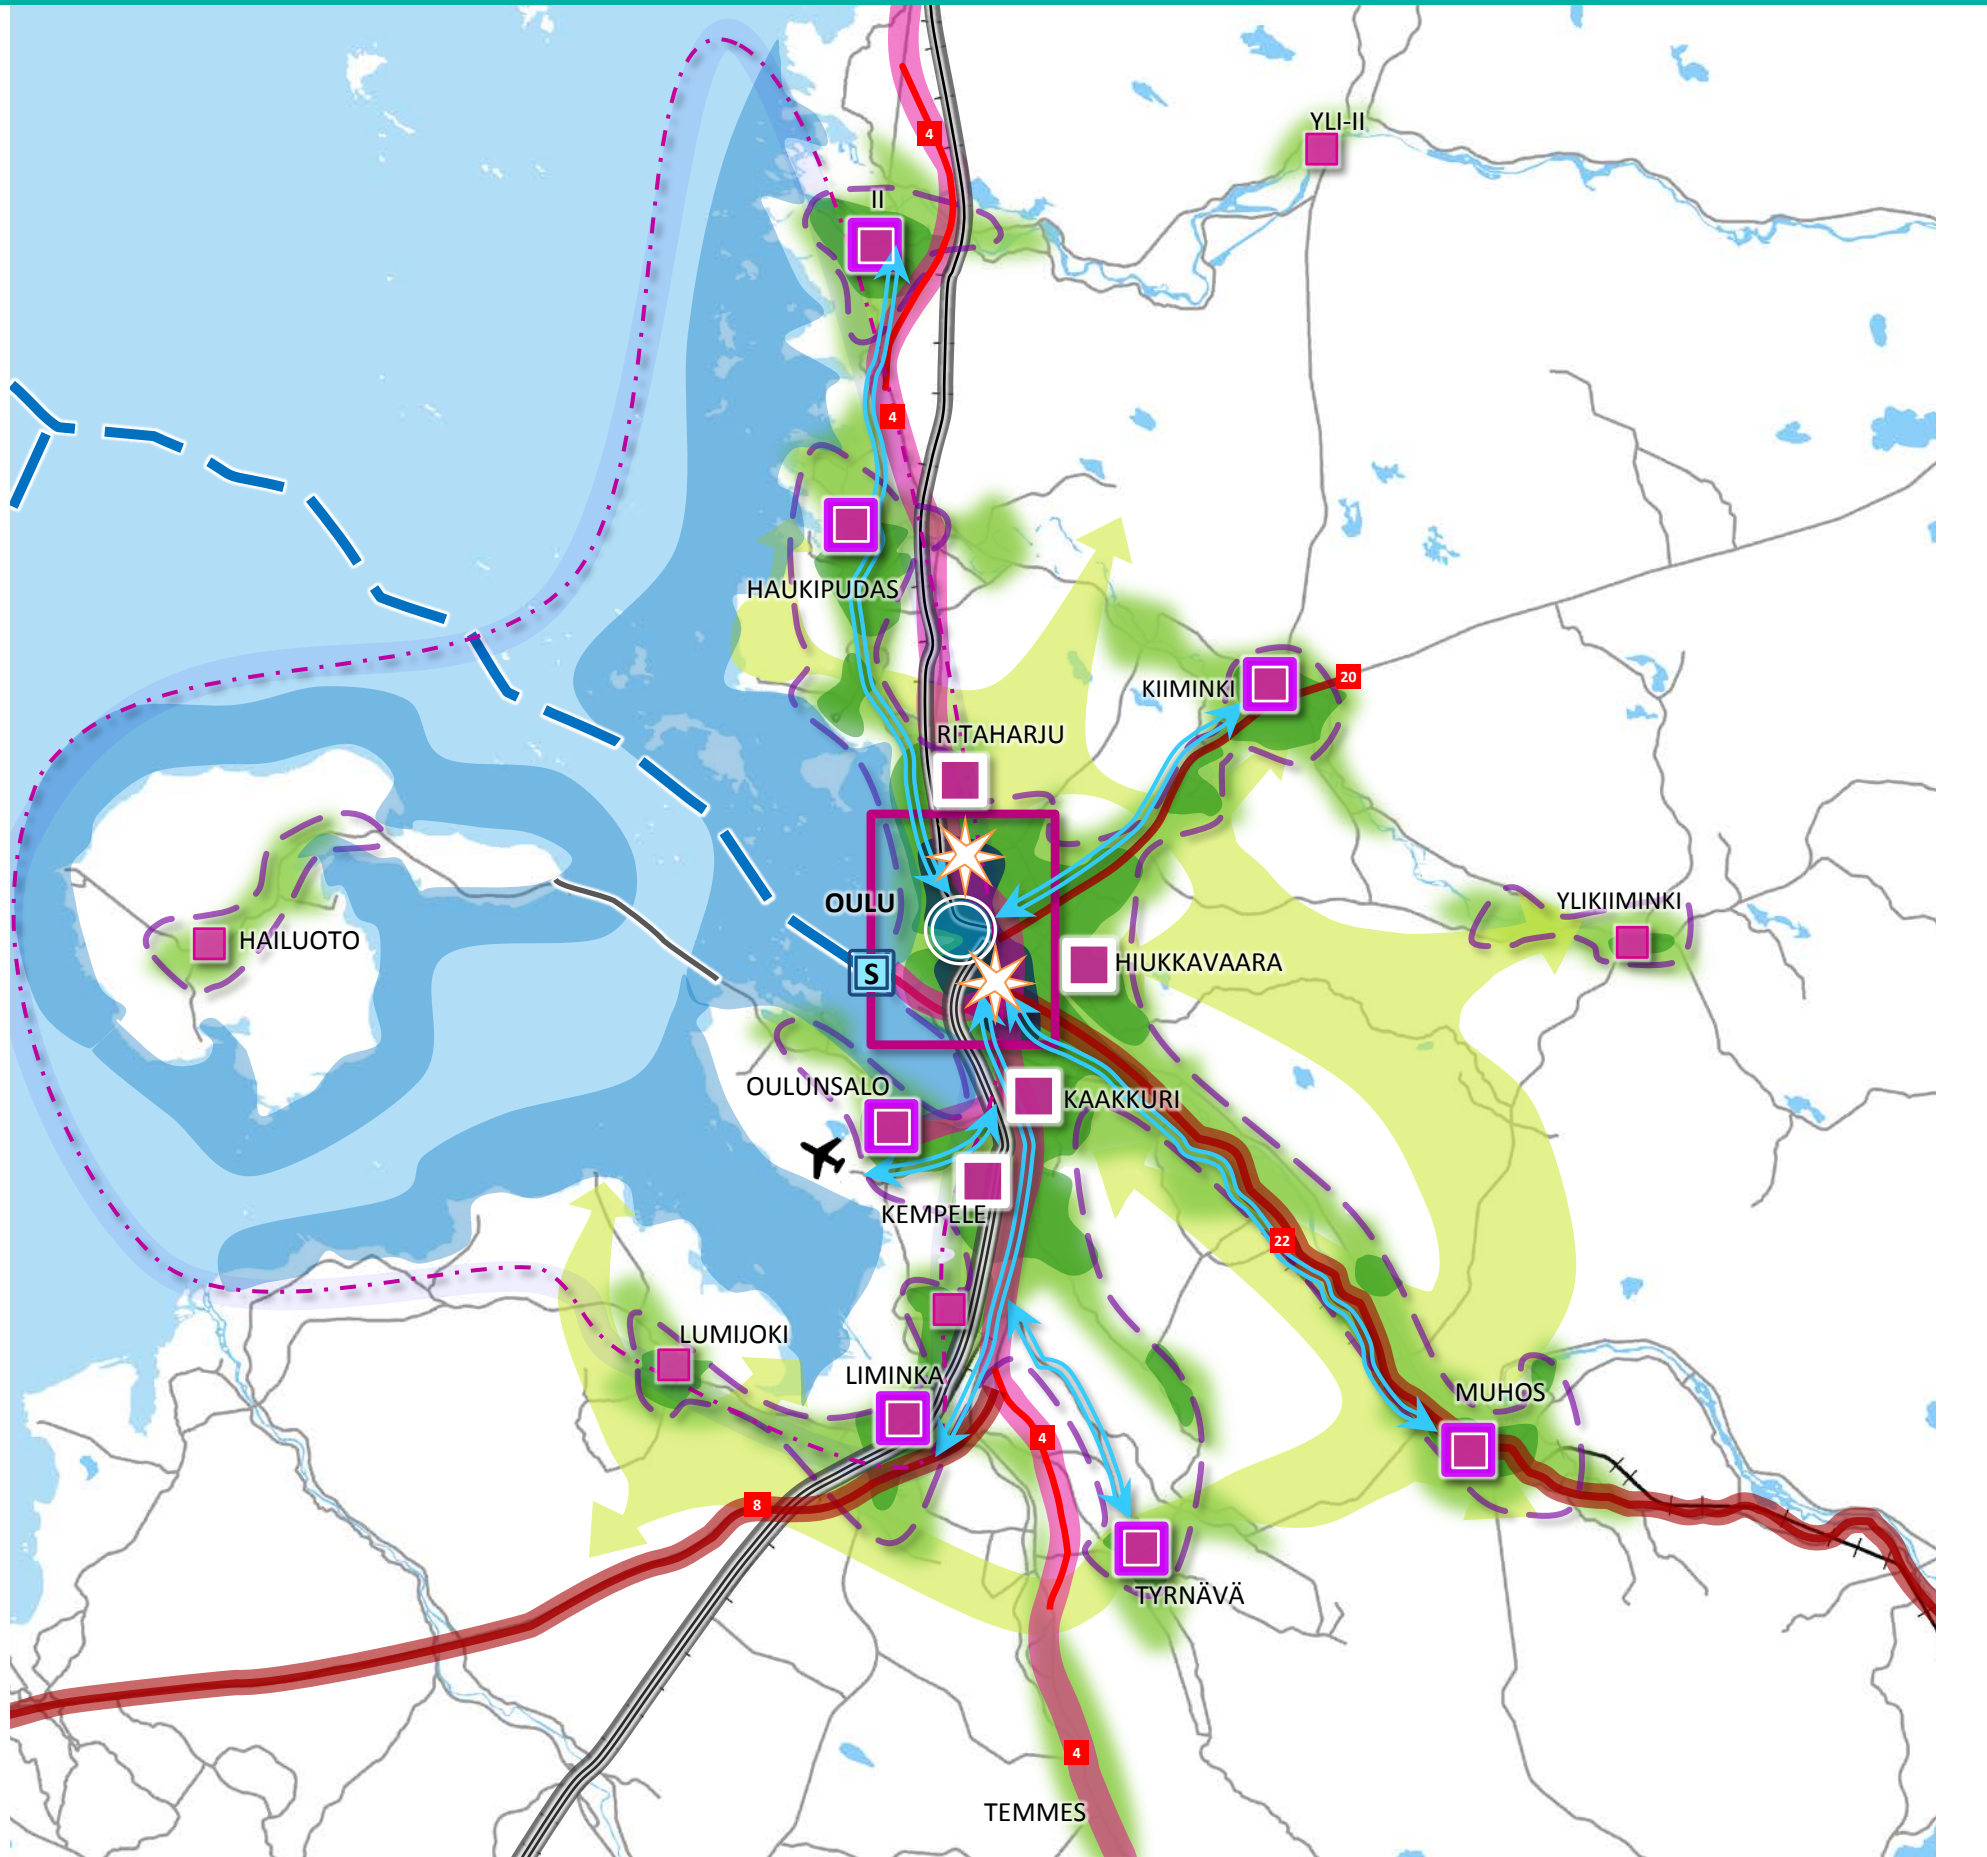 YLI-II
4
II
4
HAUKIPUDAS
KIIMINKI
20
RITAHARJU
OULU
YLIKIIMINKI
HAILUOTO
HIUKKAVAARA
S
OULUNSALO
KAAKKURI
KEMPELE
22
LUMIJOKI
LIMINKA
MUHOS
4
8
TYRNÄVÄ
4
TEMMES